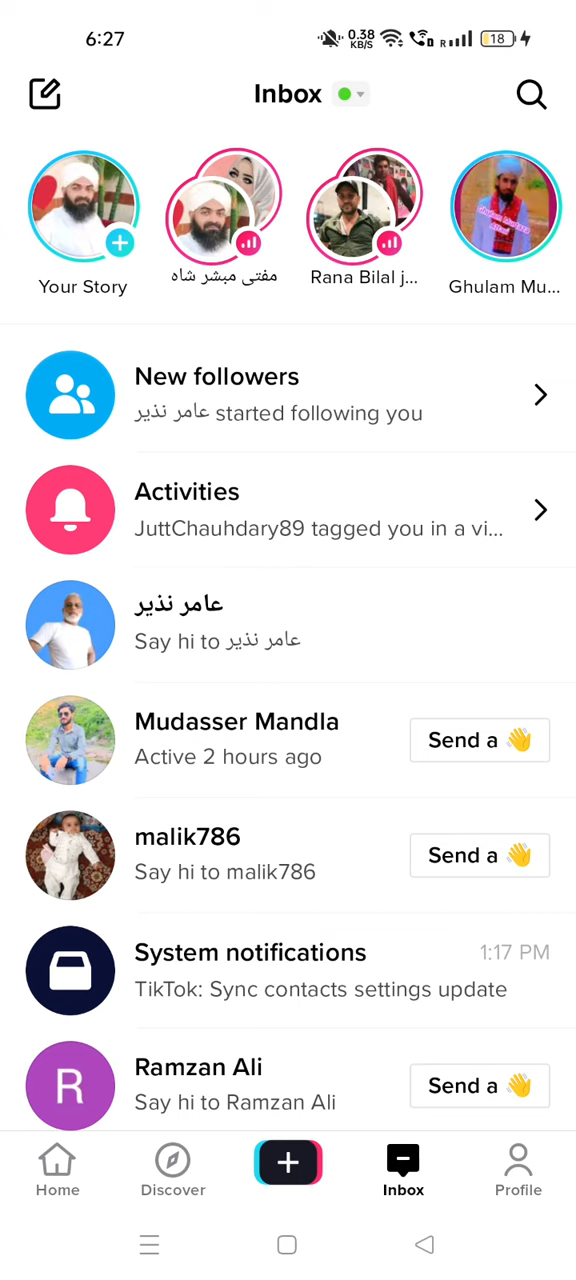 6:27
0.38
KB/S
R
18
Inbox
Your Story
مفتی مبشر شاہ
Rana Bilal j...
Ghulam Mu...
New followers
عامر نذیر started following you
Activities
JuttChauhdary89 tagged you in a vi...
عامر نذیر
Say hi to عامر نذیر
Mudasser Mandla
Active 2 hours ago
Send a 👋
malik786
Say hi to malik786
Send a 👋
System notifications
1:17 PM
TikTok: Sync contacts settings update
R
Ramzan Ali
Say hi to Ramzan Ali
Send a 👋
Home
Discover
Inbox
Profile